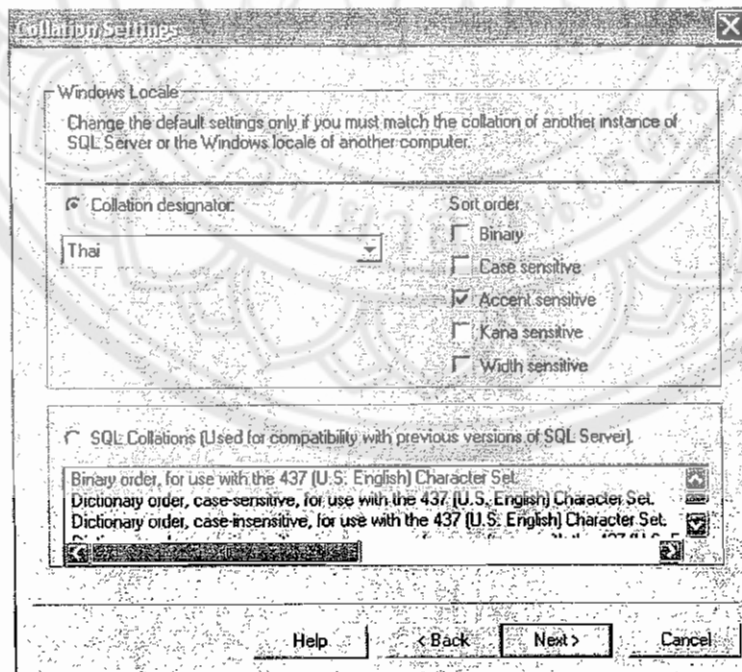 Collation Settings
Windows Locale
Change the default settings only if you must match the collation of another instance of
SQL Server or the Windows locale of another computer.
Collation designator:
Thai
Sort order
Binary
Case sensitive
Accent sensitive
Kana sensitive
Width sensitive
SQL Collations (Used for compatibility with previous versions of SQL Server).
Binary order, for use with the 437 (U.S. English) Character Set.
Dictionary order, case-sensitive, for use with the 437 (U.S. English) Character Set.
Dictionary order, case-insensitive, for use with the 437 (U.S. English) Character Set.
Help
< Back
Next >
Cancel